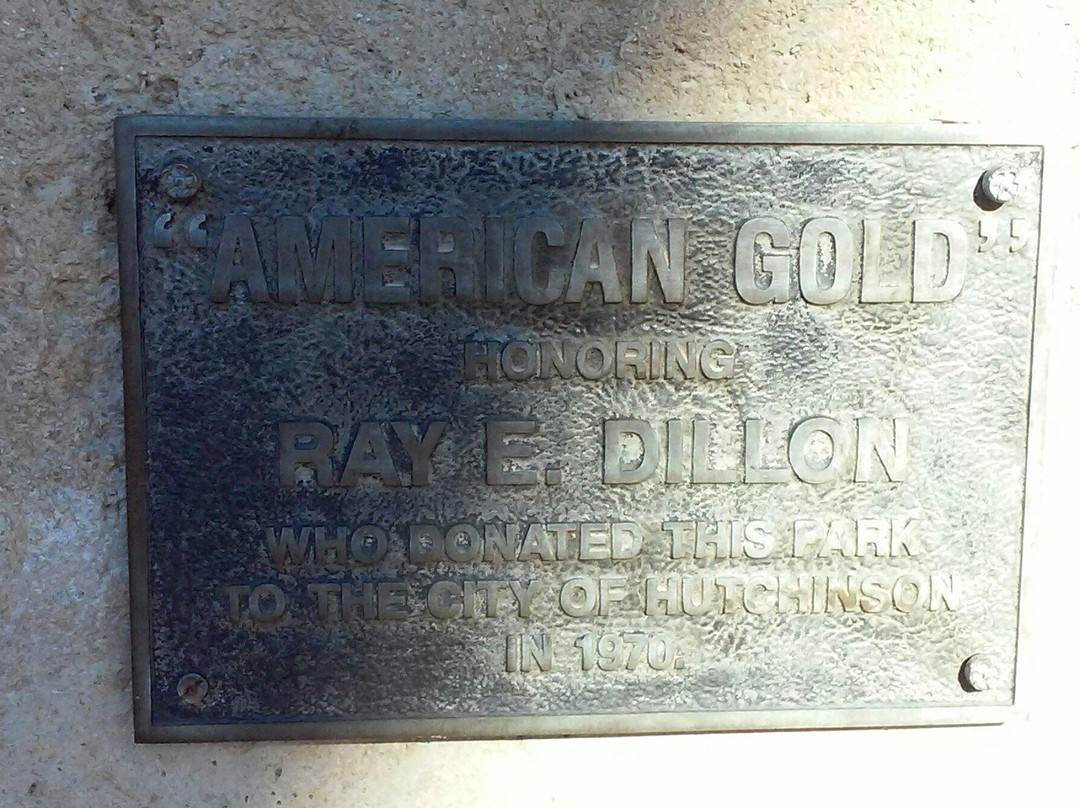 “AMERICAN GOLD”
HONORING
RAY E. DILLON
WHO DONATED THIS PARK
TO THE CITY OF HUTCHINSON
IN 1970.